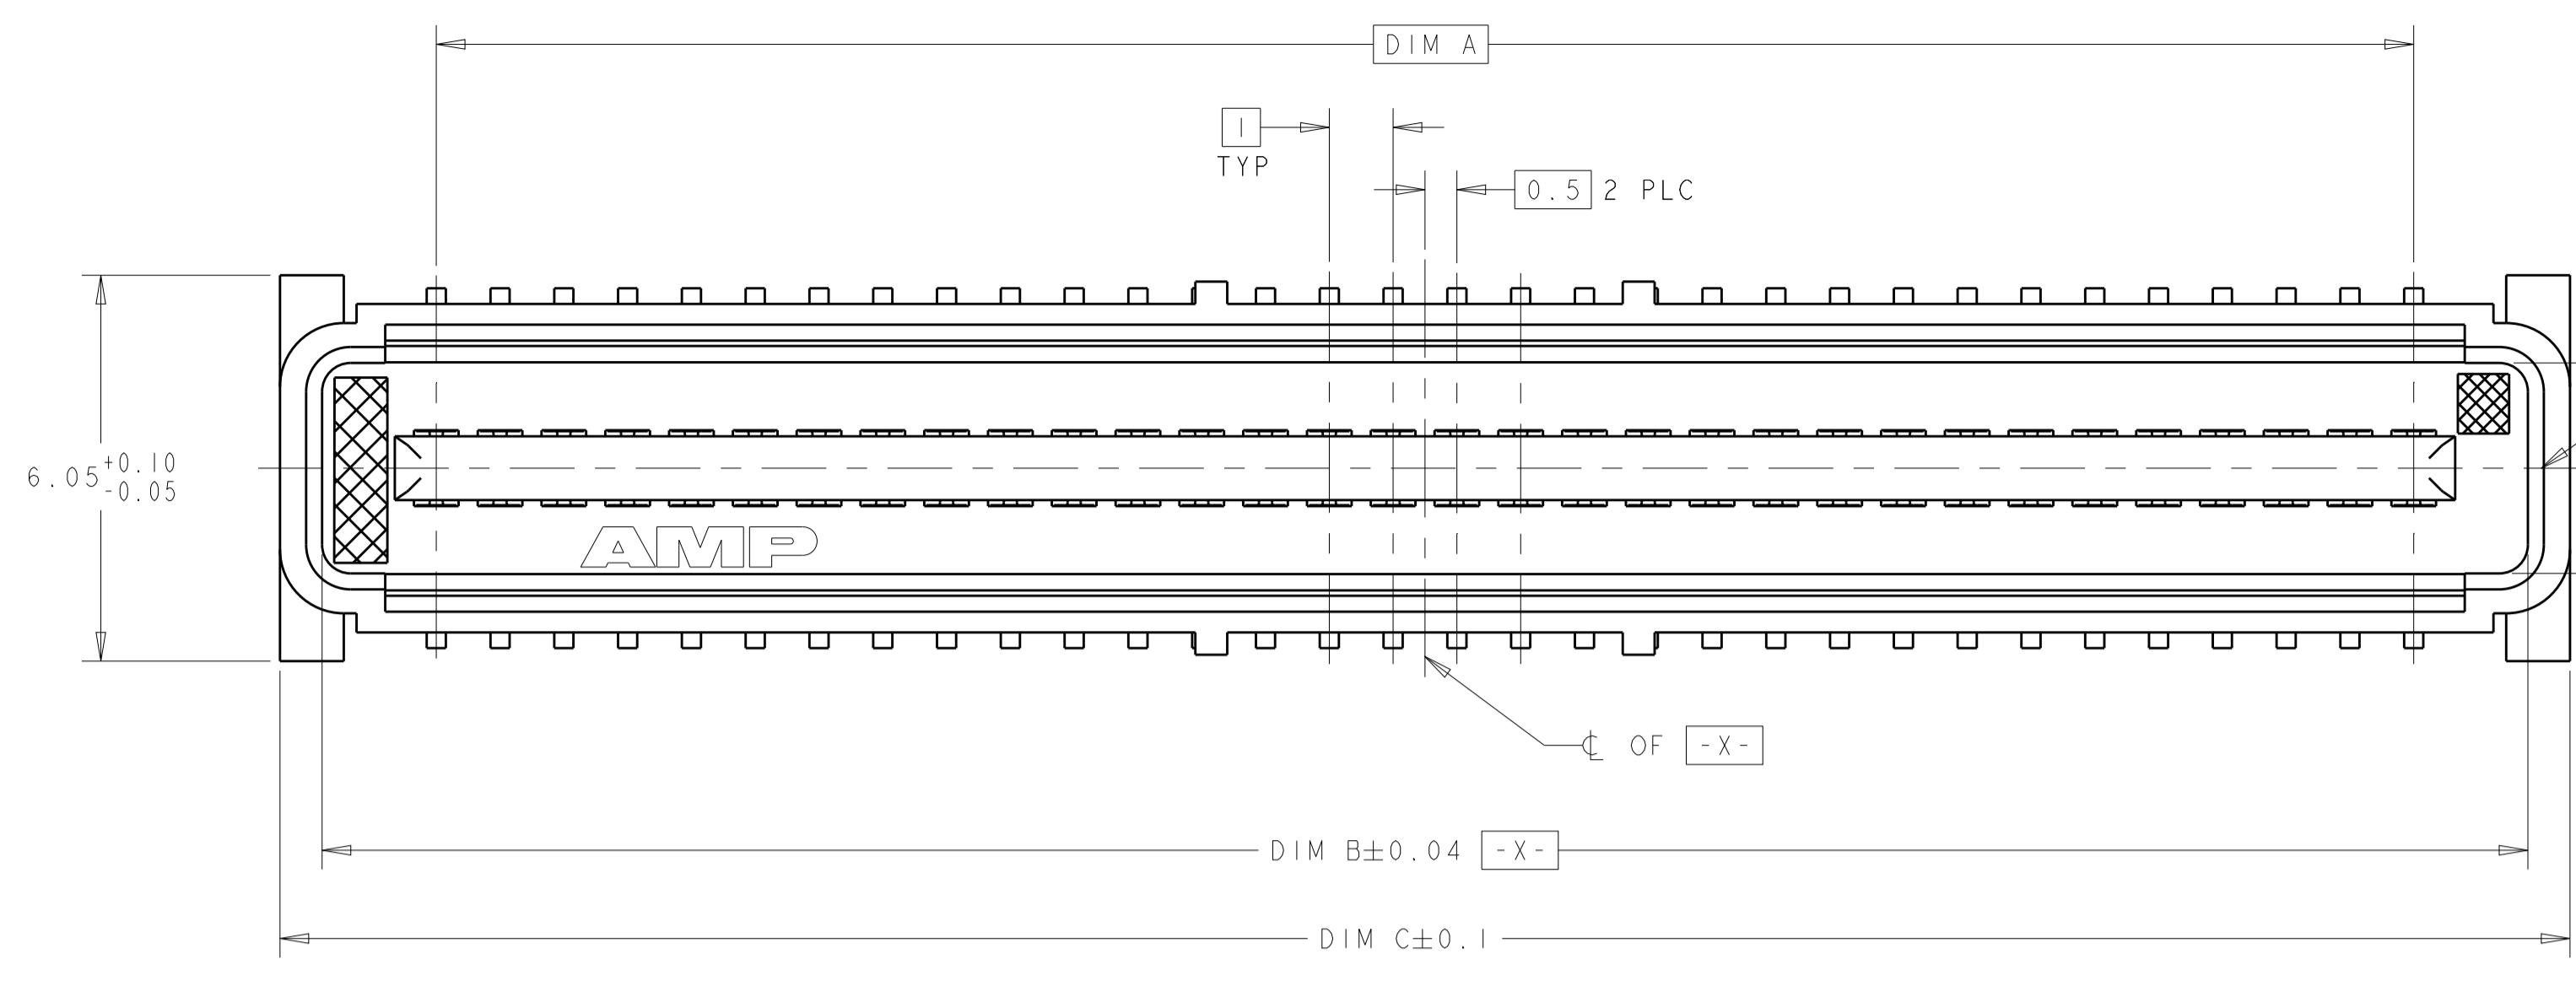 DIM A
1
TYP
0.5 2 PLC
6.05 +0.10
-0.05
AMP
℄ OF -X-
DIM B±0.04 -X-
DIM C±0.1